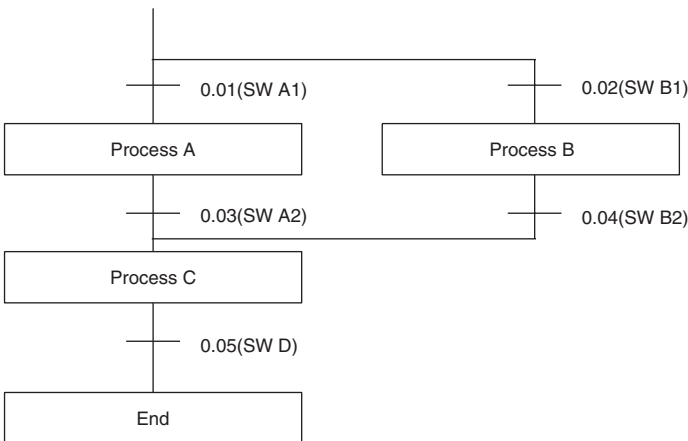 0.01(SW A1)
0.02(SW B1)
Process A
Process B
0.03(SW A2)
0.04(SW B2)
Process C
0.05(SW D)
End